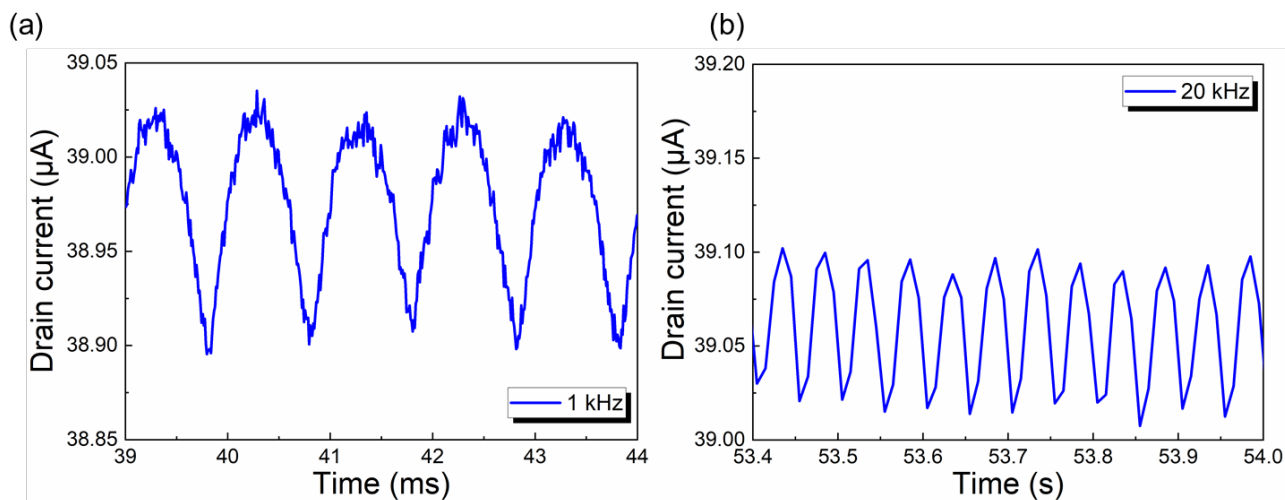 (a)
(b)
39.05
39.00
38.95
38.90
38.85
Drain current (μA)
1 kHz
39 40 41 42 43 44
Time (ms)
39.20
39.15
39.10
39.05
39.00
Drain current (μA)
20 kHz
53.4 53.5 53.6 53.7 53.8 53.9 54.0
Time (s)